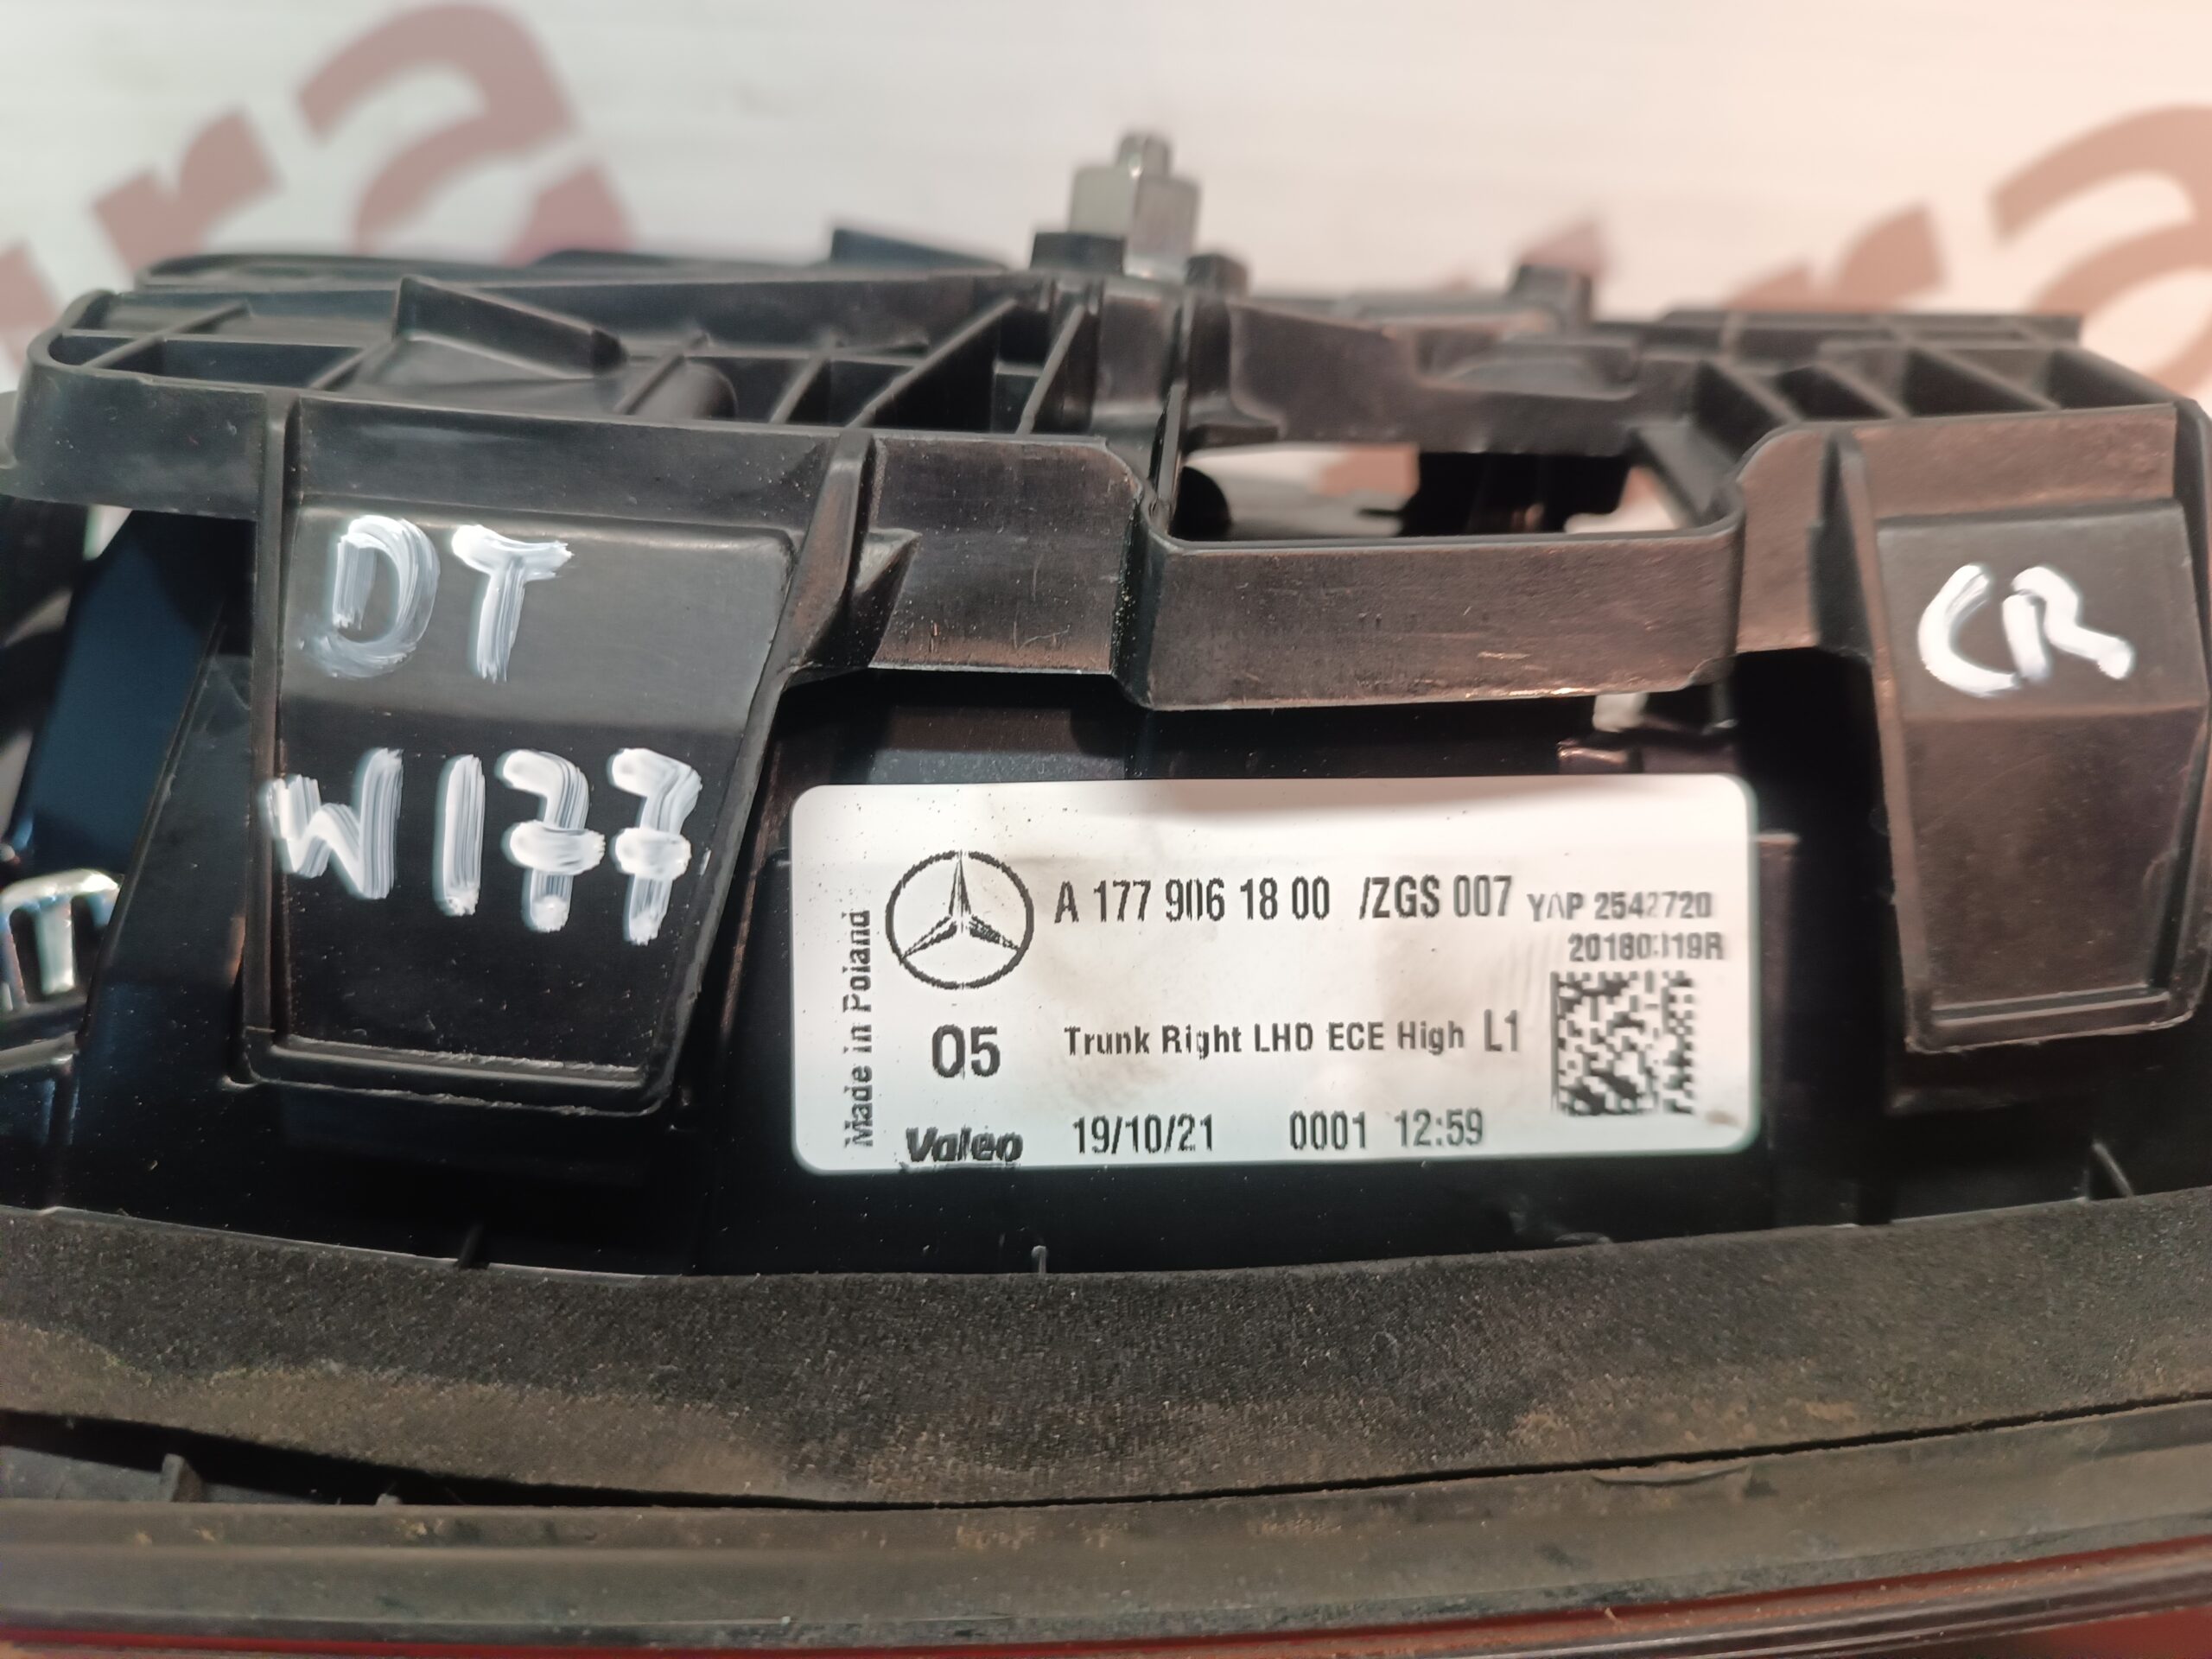 DT
W177
CR
Made in Poland
A 177 906 18 00 /ZGS 007 YAP 2542720
05
Trunk Right LHD ECE High L1
Valeo 19/10/21 0001 12:59